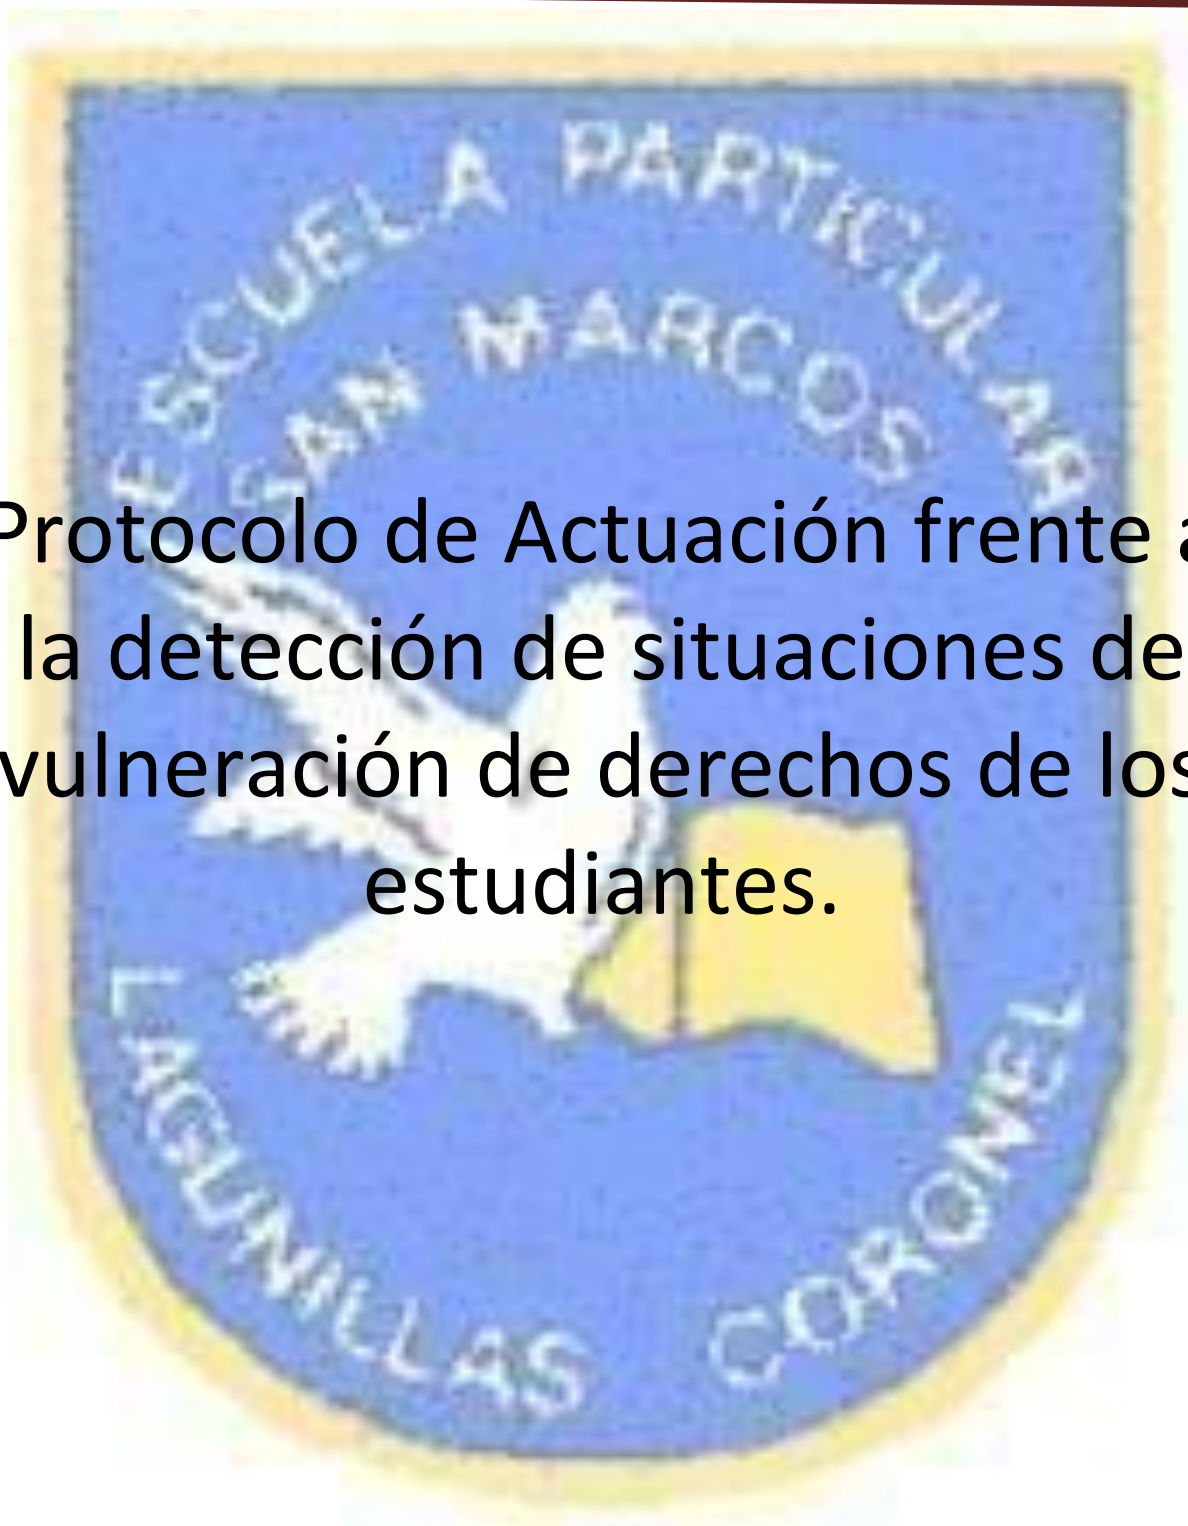 ESCUELA PARTICULAR
SAN MARCOS
Protocolo de Actuación frente a
la detección de situaciones de
vulneración de derechos de los
estudiantes.
LAGUNILLAS CORONEL